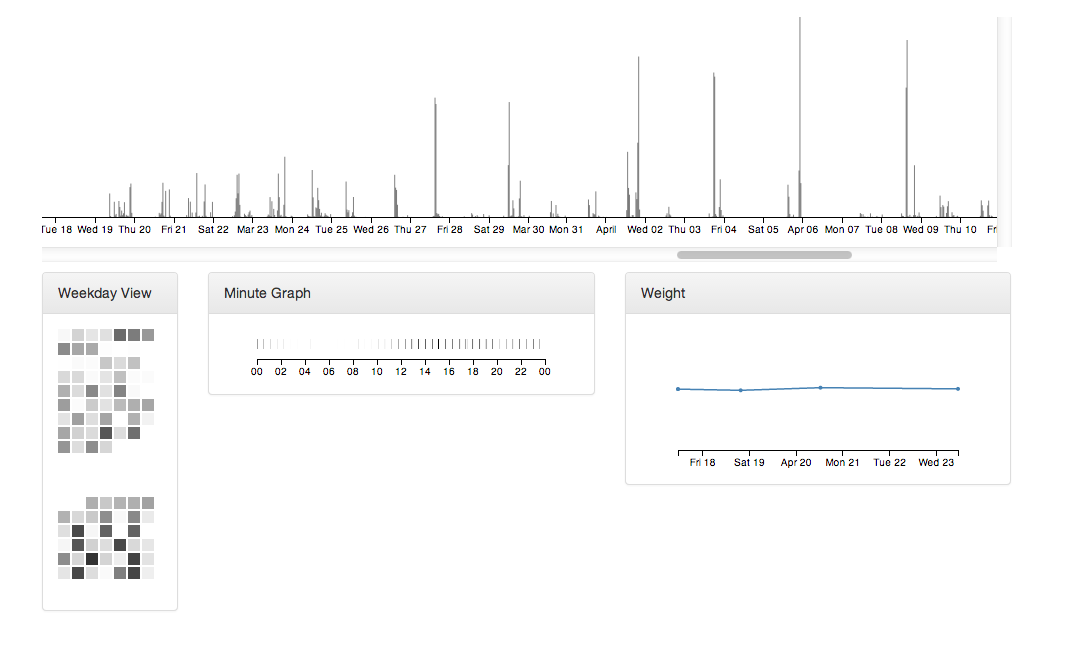 Tue 18 Wed 19 Thu 20 Fri 21 Sat 22 Mar 23 Mon 24 Tue 25 Wed 26 Thu 27 Fri 28 Sat 29 Mar 30 Mon 31 April Wed 02 Thu 03 Fri 04 Sat 05 Apr 06 Mon 07 Tue 08 Wed 09 Thu 10 Fr
Weekday View
Minute Graph
00 02 04 06 08 10 12 14 16 18 20 22 00
Weight
Fri 18 Sat 19 Apr 20 Mon 21 Tue 22 Wed 23